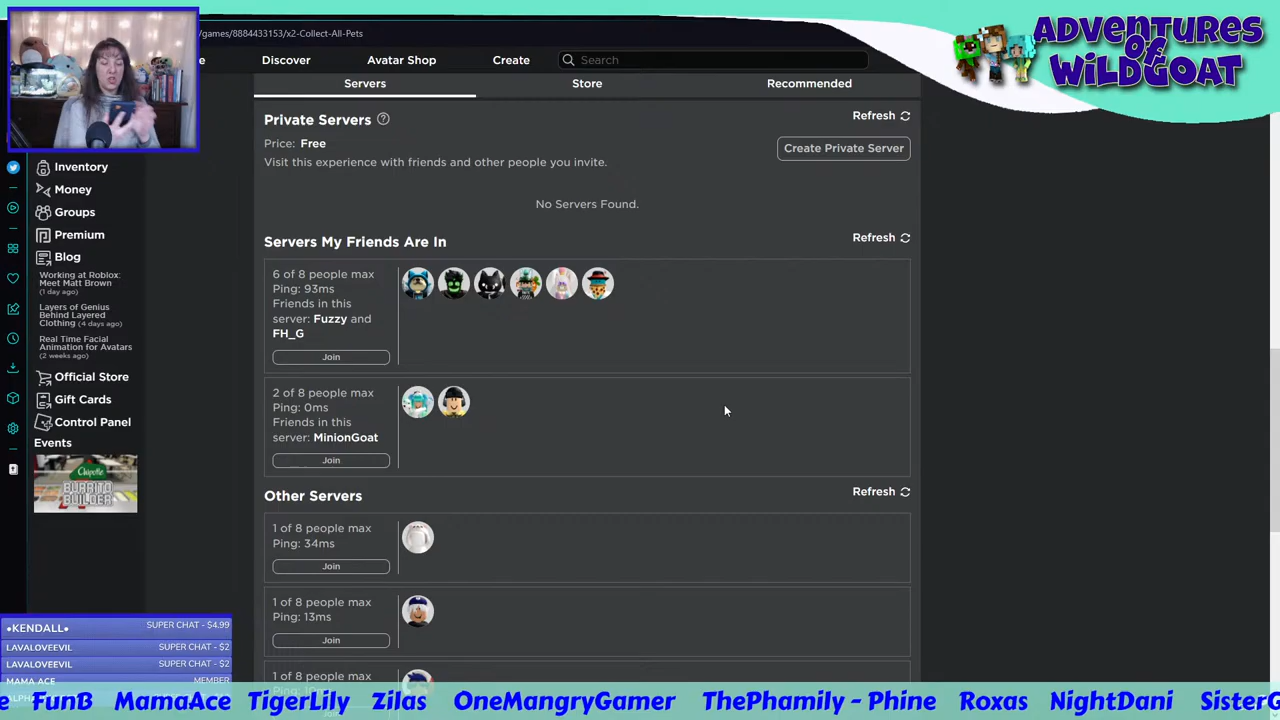 /games/8884433153/x2-Collect-All-Pets
ADVENTURES
OF
WILDGOAT
Discover
Avatar Shop
Create
Search
Servers
Store
Recommended
Private Servers
Refresh
Price: Free
Visit this experience with friends and other people you invite.
Create Private Server
No Servers Found.
Inventory
Money
Groups
Premium
Blog
Working at Roblox:
Meet Matt Brown
(1 day ago)
Layers of Genius
Behind Layered
Clothing (4 days ago)
Real Time Facial
Animation for Avatars
(2 weeks ago)
Official Store
Gift Cards
Control Panel
Events
Chipotle
BURRITO
BUILDER
Servers My Friends Are In
Refresh
6 of 8 people max
Ping: 93ms
Friends in this
server: Fuzzy and
FH_G
Join
2 of 8 people max
Ping: 0ms
Friends in this
server: MinionGoat
Join
Other Servers
Refresh
1 of 8 people max
Ping: 34ms
Join
1 of 8 people max
Ping: 13ms
Join
1 of 8 people max
•KENDALL• SUPER CHAT - $4.99
LAVALOVEEVIL SUPER CHAT - $2
LAVALOVEEVIL SUPER CHAT - $2
MAMA ACE MEMBER
FunB MamaAce TigerLily Zilas OneMangryGamer ThePhamily - Phine Roxas NightDani